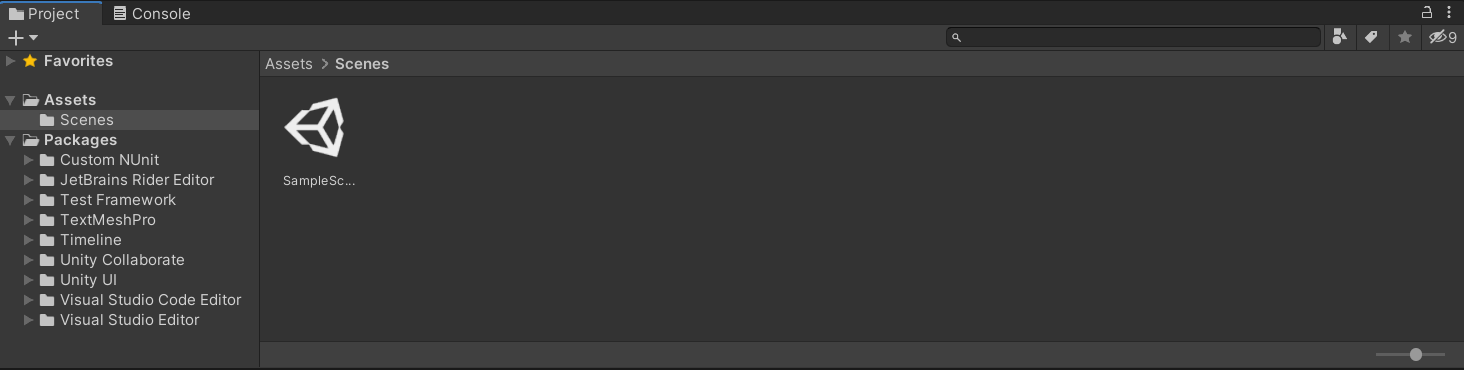 Project
Console
9
Favorites
Assets > Scenes
Assets
Scenes
Packages
Custom NUnit
JetBrains Rider Editor
Test Framework
TextMeshPro
Timeline
Unity Collaborate
Unity UI
Visual Studio Code Editor
Visual Studio Editor
SampleSc...